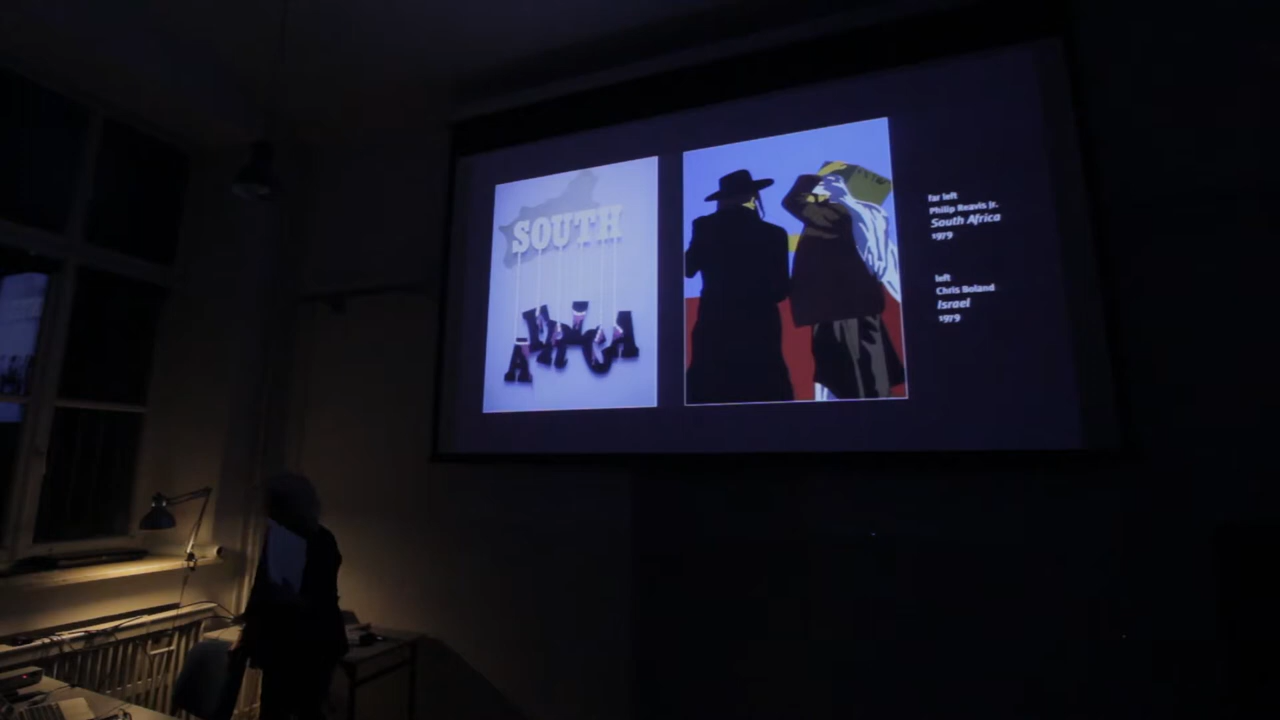 SOUTH
AFRICA
far left
Philip Reavis Jr.
South Africa
1979
left
Chris Boland
Israel
1979